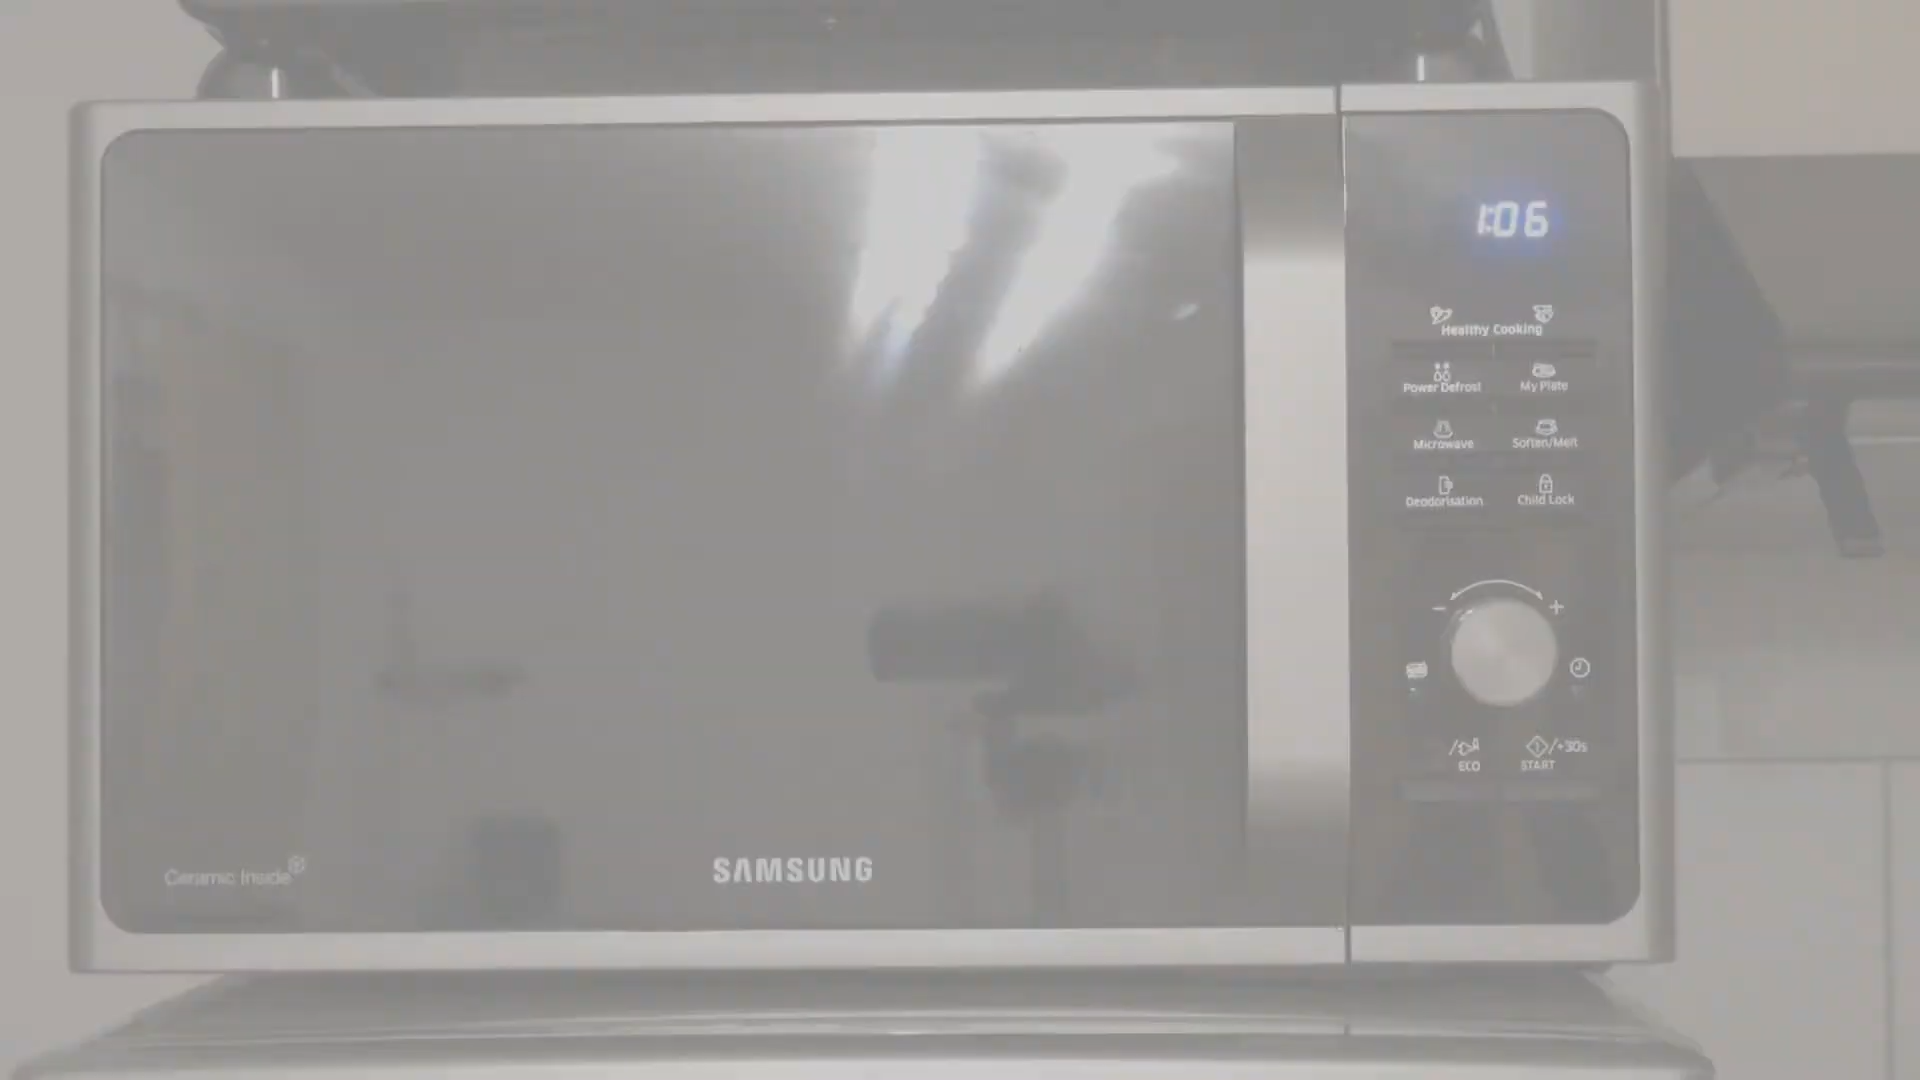 1:06
Healthy Cooking
Power Defrost My Plate
Microwave Soften/Melt
Deodorisation Child Lock
- +
/+30s
ECO START
Ceramic Inside
SAMSUNG